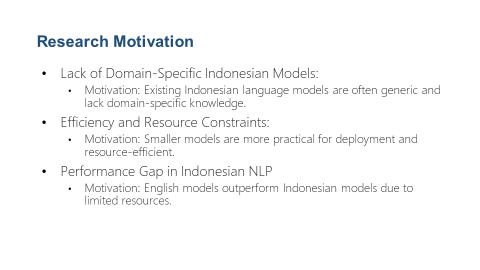 Research Motivation
• Lack of Domain-Specific Indonesian Models:
• Motivation: Existing Indonesian language models are often generic and
lack domain-specific knowledge.
• Efficiency and Resource Constraints:
• Motivation: Smaller models are more practical for deployment and
resource-efficient.
• Performance Gap in Indonesian NLP
• Motivation: English models outperform Indonesian models due to
limited resources.